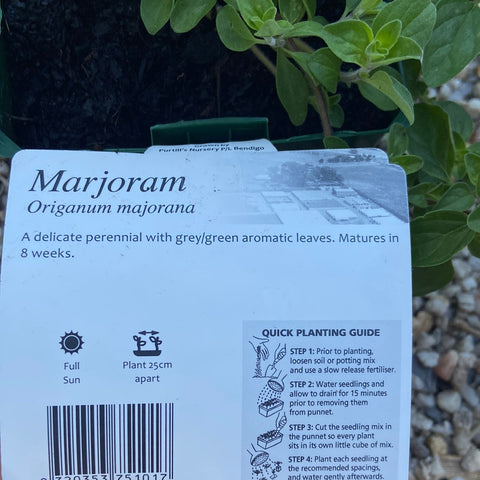 Grown by
Purtill's Nursery P/L Bendigo
Marjoram
Origanum majorana
A delicate perennial with grey/green aromatic leaves. Matures in
8 weeks.
Full
Sun
Plant 25cm
apart
QUICK PLANTING GUIDE
STEP 1: Prior to planting,
loosen soil or potting mix
and use a slow release fertiliser.
STEP 2: Water seedlings and
allow to drain for 15 minutes
prior to removing them
from punnet.
STEP 3: Cut the seedling mix in
the punnet so every plant
sits in its own little cube of mix.
STEP 4: Plant each seedling at
the recommended spacings,
and water gently afterwards.
9 320353 751017